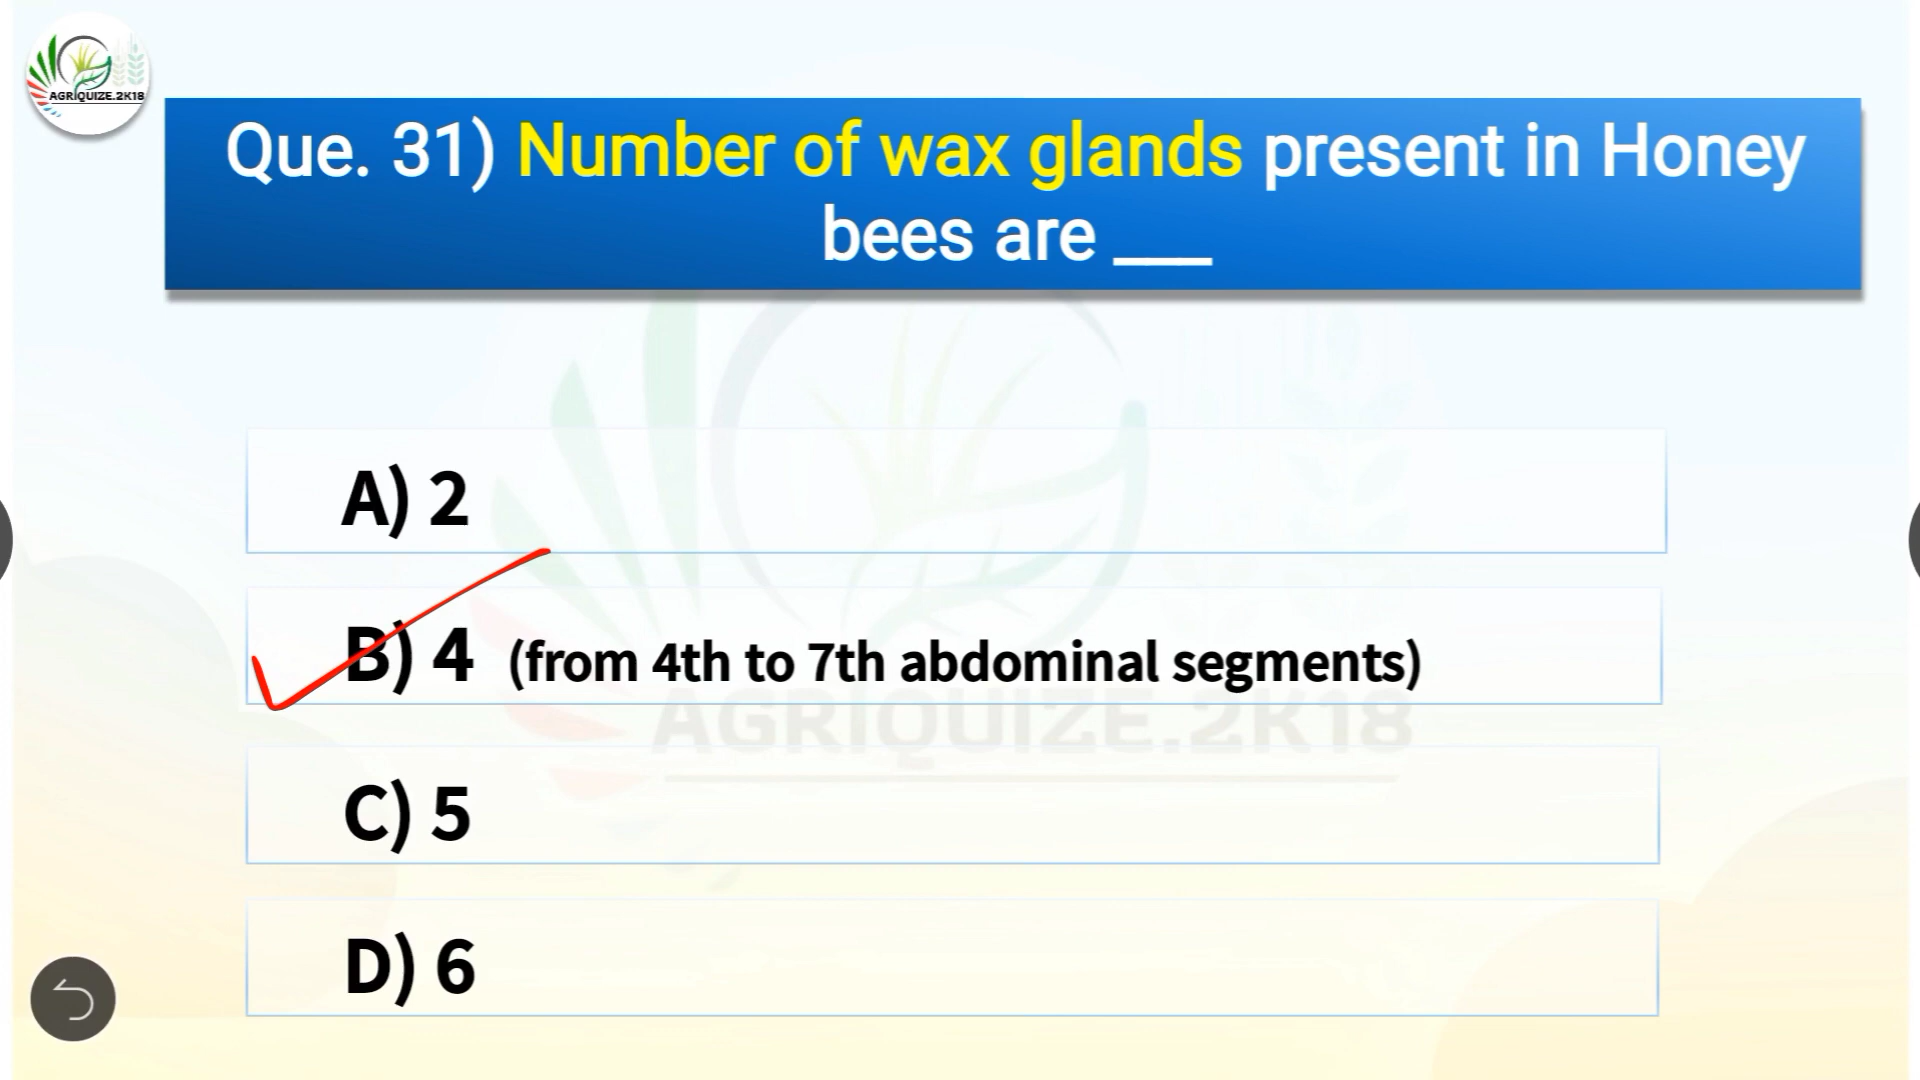 AGRIQUIZE.2K18
Que. 31) Number of wax glands present in Honey
bees are ___
A) 2
B) 4 (from 4th to 7th abdominal segments)
AGRIQUIZE.2K18
C) 5
D) 6